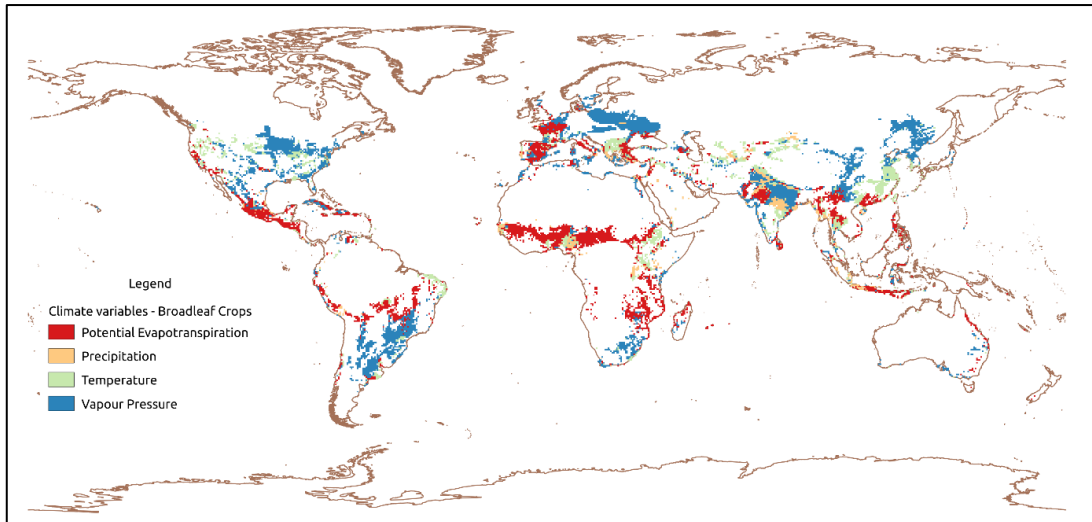 Legend
Climate variables - Broadleaf Crops
Potential Evapotranspiration
Precipitation
Temperature
Vapour Pressure